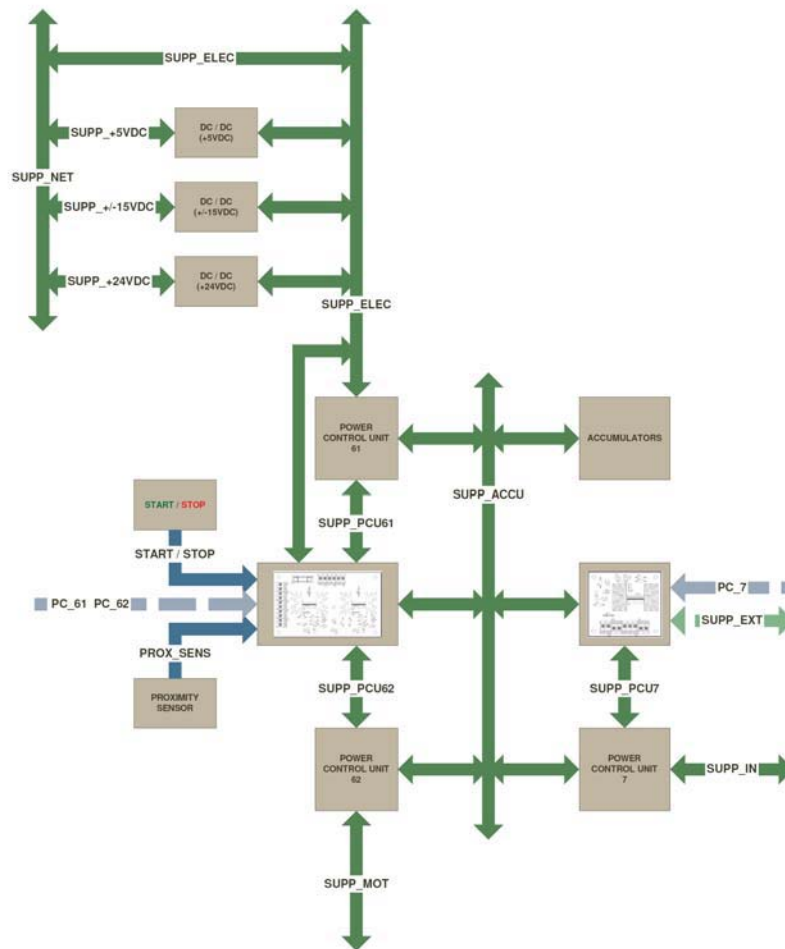 SUPP_ELEC
SUPP_+5VDC
DC / DC
(+5VDC)
SUPP_NET
SUPP_+/-15VDC
DC / DC
(+/-15VDC)
SUPP_+24VDC
DC / DC
(+24VDC)
SUPP_ELEC
POWER
CONTROL UNIT
61
ACCUMULATORS
SUPP_ACCU
START / STOP
SUPP_PCU61
START / STOP
PC_61 PC_62
PC_7
SUPP_EXT
PROX_SENS
SUPP_PCU62
SUPP_PCU7
PROXIMITY
SENSOR
POWER
CONTROL UNIT
62
POWER
CONTROL UNIT
7
SUPP_IN
SUPP_MOT